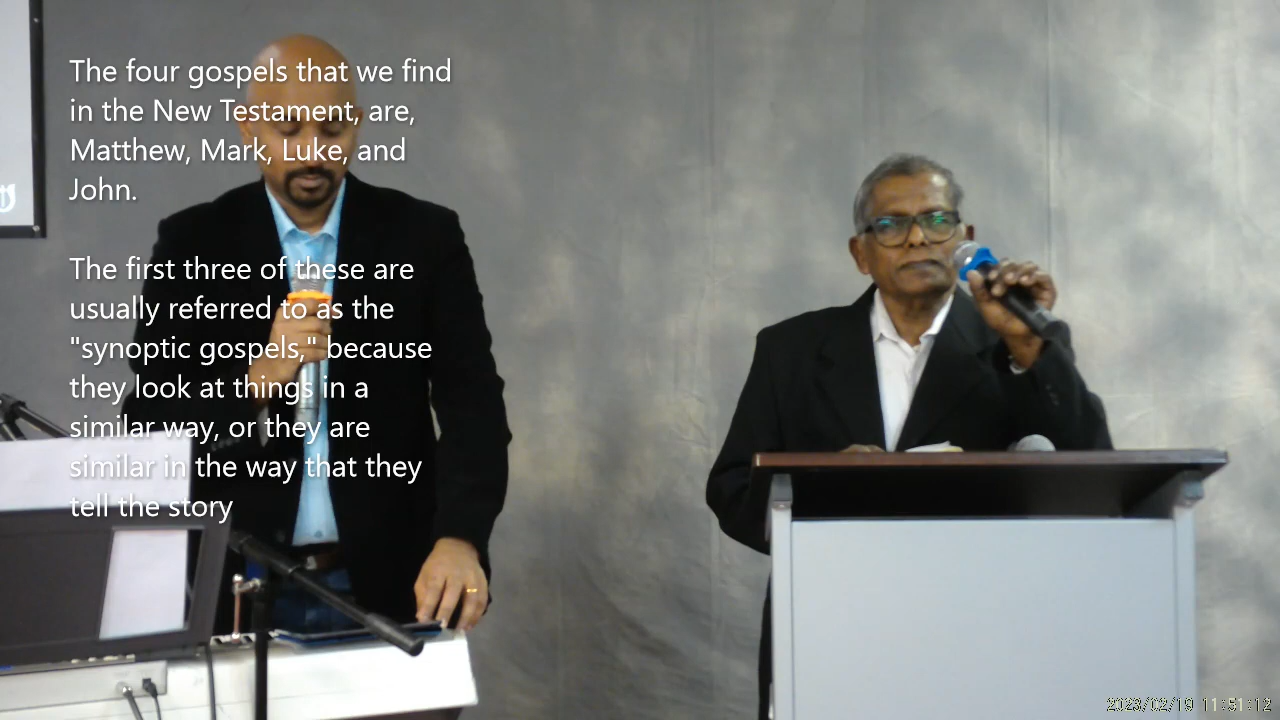 The four gospels that we find
in the New Testament, are,
Matthew, Mark, Luke, and
John.
The first three of these are
usually referred to as the
"synoptic gospels," because
they look at things in a
similar way, or they are
similar in the way that they
tell the story
2023/02/19 11:51:12